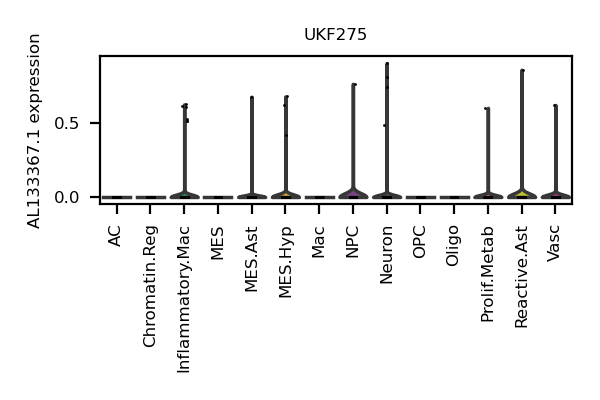 UKF275
AL133367.1 expression
0.5
0.0
AC
Chromatin.Reg
Inflammatory.Mac
MES
MES.Ast
MES.Hyp
Mac
NPC
Neuron
OPC
Oligo
Prolif.Metab
Reactive.Ast
Vasc